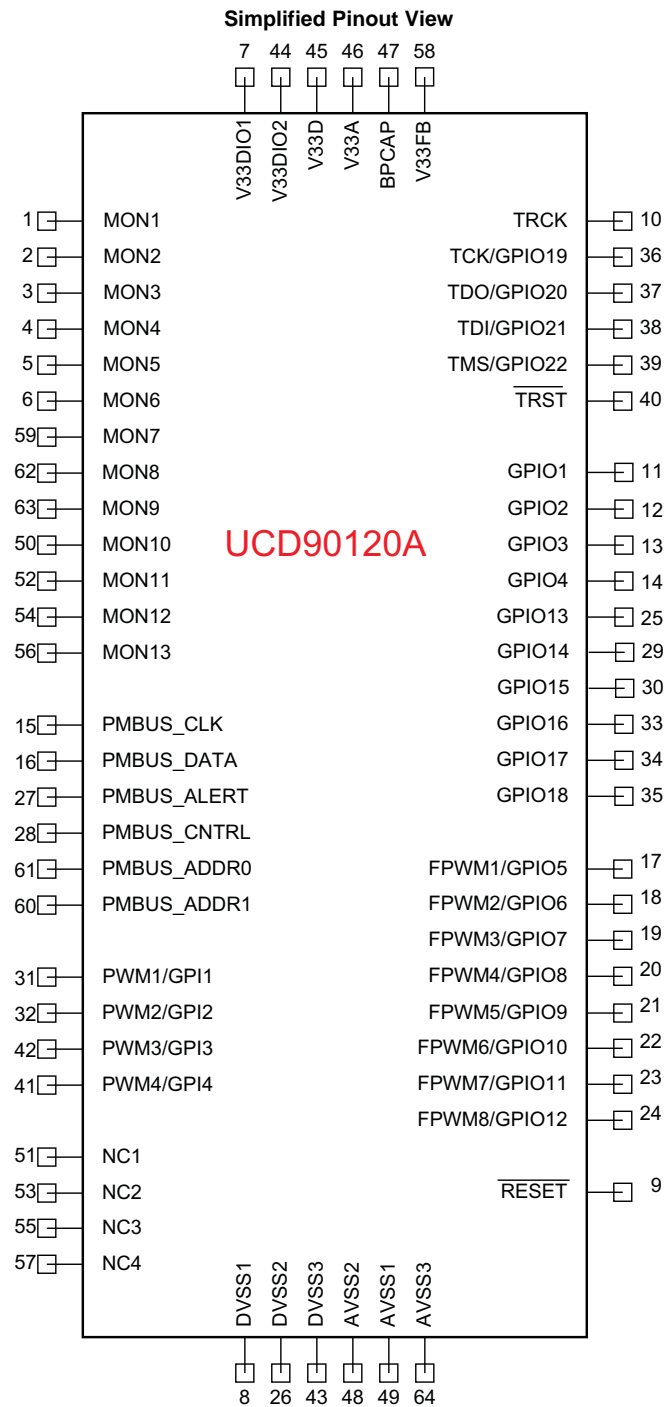 Simplified Pinout View
7 44 45 46 47 58
V33DIO1 V33DIO2 V33D V33A BPCAP V33FB
1 MON1 TRCK 10
2 MON2 TCK/GPIO19 36
3 MON3 TDO/GPIO20 37
4 MON4 TDI/GPIO21 38
5 MON5 TMS/GPIO22 39
6 MON6 TRST 40
59 MON7
62 MON8 GPIO1 11
63 MON9 GPIO2 12
50 MON10 UCD90120A GPIO3 13
52 MON11 GPIO4 14
54 MON12 GPIO13 25
56 MON13 GPIO14 29
GPIO15 30
15 PMBUS_CLK GPIO16 33
16 PMBUS_DATA GPIO17 34
27 PMBUS_ALERT GPIO18 35
28 PMBUS_CNTRL
61 PMBUS_ADDR0 FPWM1/GPIO5 17
60 PMBUS_ADDR1 FPWM2/GPIO6 18
FPWM3/GPIO7 19
31 PWM1/GPI1 FPWM4/GPIO8 20
32 PWM2/GPI2 FPWM5/GPIO9 21
42 PWM3/GPI3 FPWM6/GPIO10 22
41 PWM4/GPI4 FPWM7/GPIO11 23
FPWM8/GPIO12 24
51 NC1
53 NC2 RESET 9
55 NC3
57 NC4
DVSS1 DVSS2 DVSS3 AVSS2 AVSS1 AVSS3
8 26 43 48 49 64